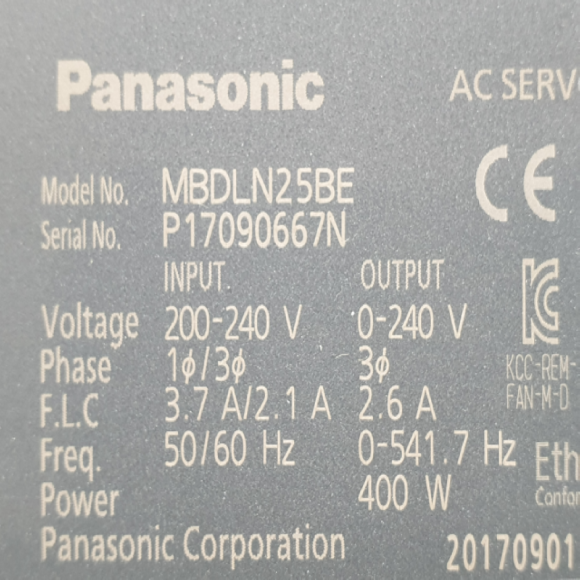 Panasonic AC SERV
Model No. MBDLN25BE CE
Serial No. P17090667N
INPUT OUTPUT
Voltage 200-240 V 0-240 V
Phase 1ϕ/3ϕ 3ϕ
KCC-REM-
F.L.C 3.7 A/2.1 A 2.6 A FAN-M-D
Freq. 50/60 Hz 0-541.7 Hz Eth
Power 400 W Confor
Panasonic Corporation 20170901